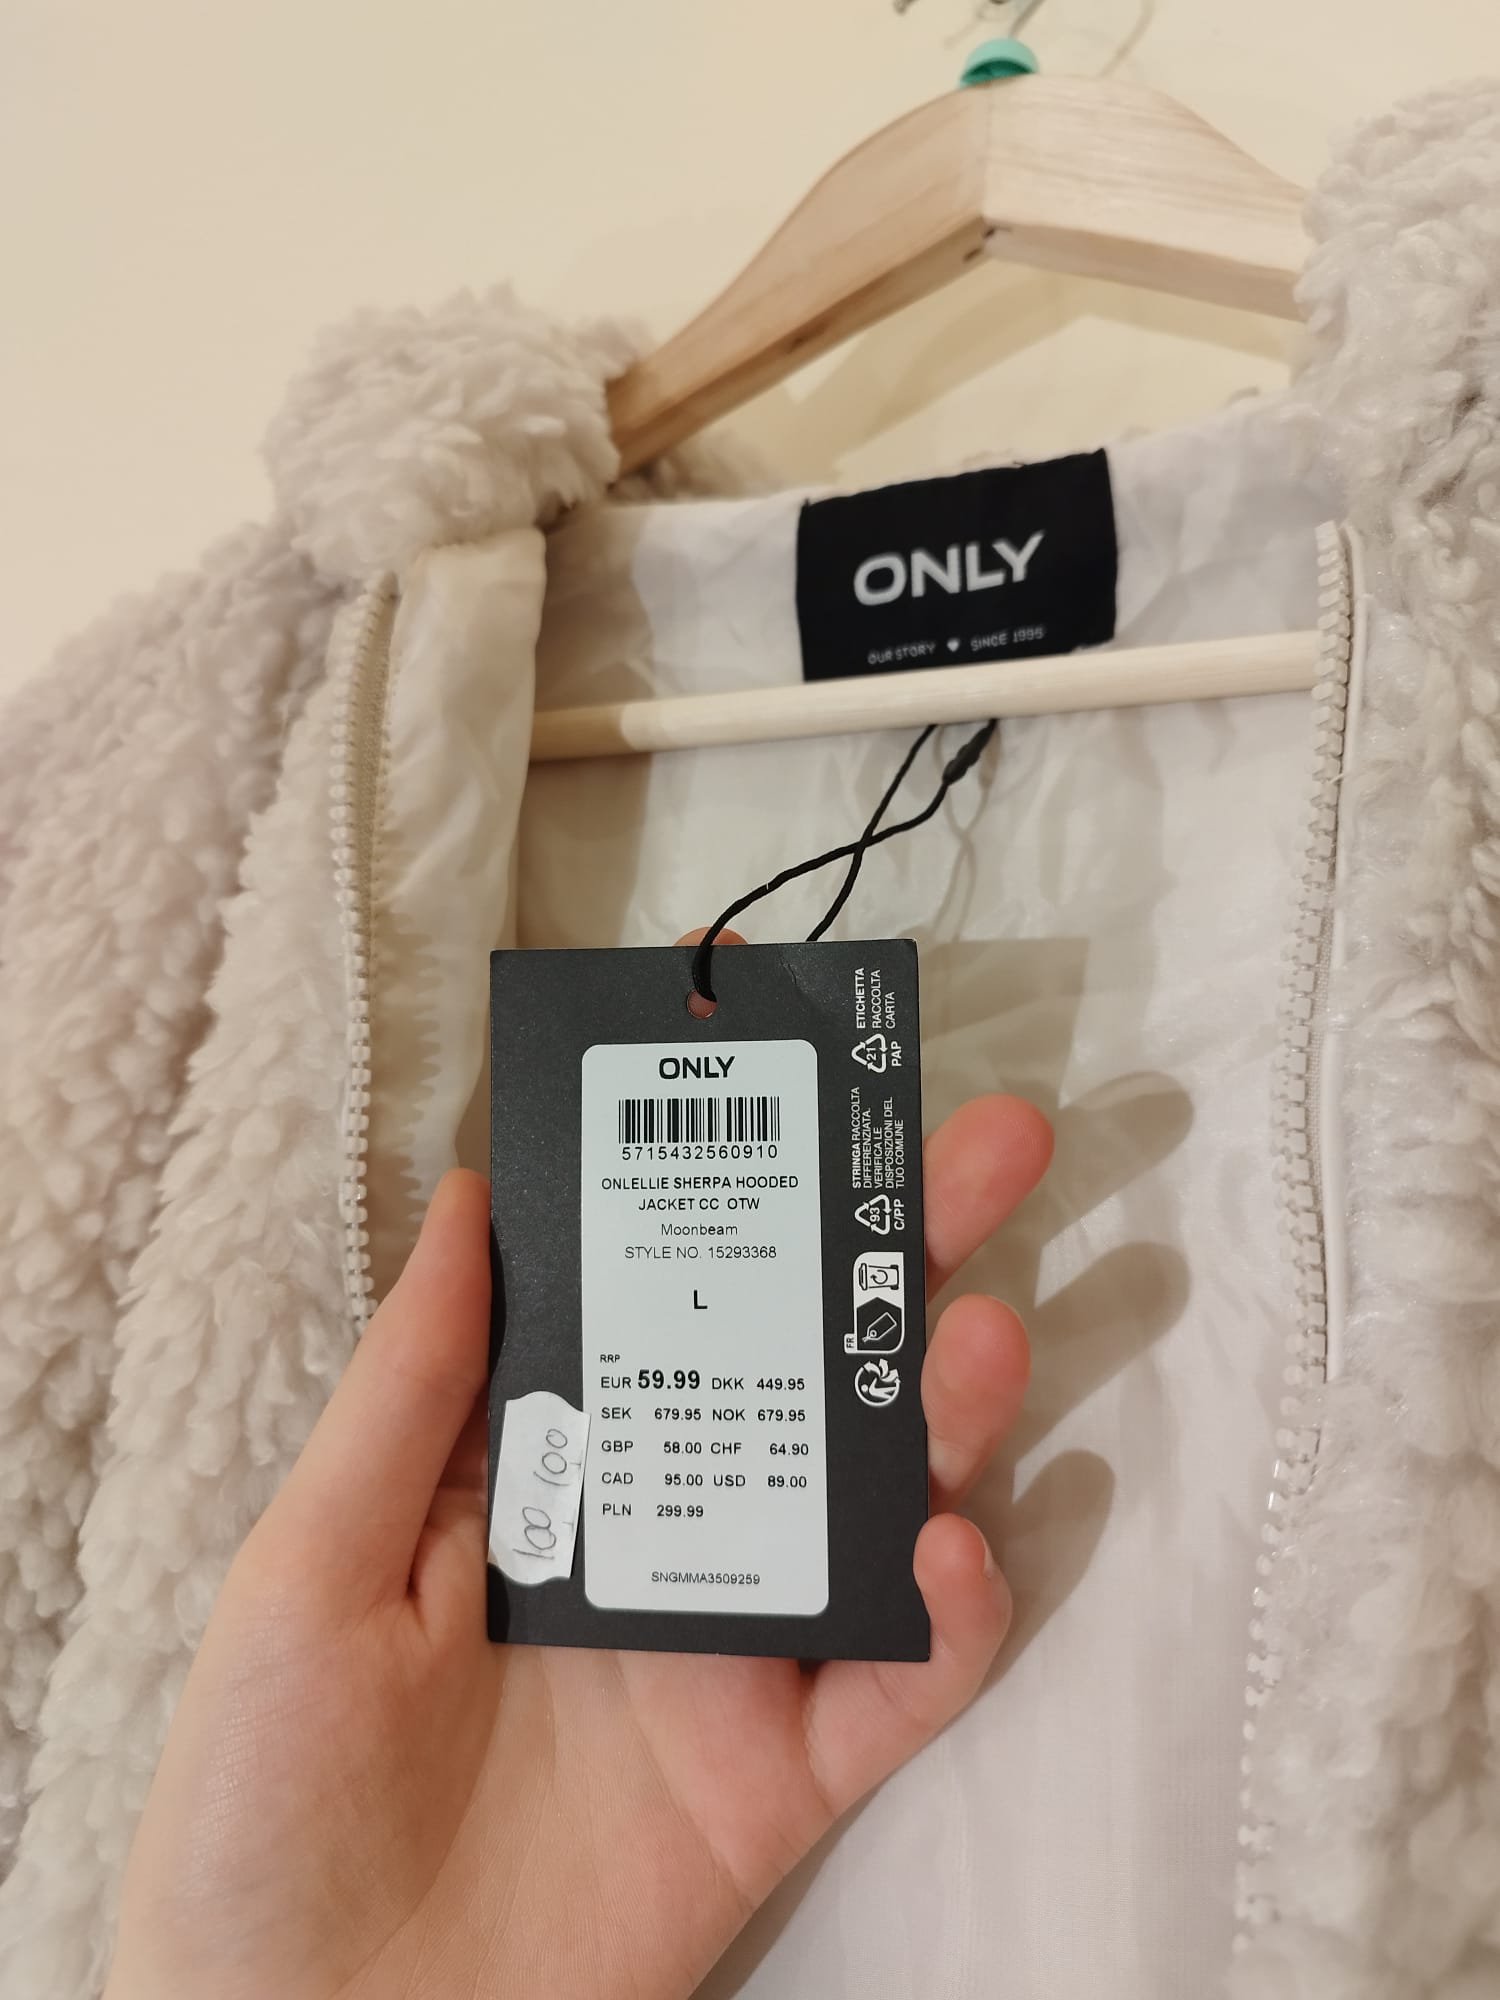 ONLY
OUR STORY ♥ SINCE 1995
ONLY
5715432560910
ONLELLIE SHERPA HOODED
JACKET CC OTW
Moonbeam
STYLE NO. 15293368
L
RRP
EUR 59.99 DKK 449.95
SEK 679.95 NOK 679.95
GBP 58.00 CHF 64.90
CAD 95.00 USD 89.00
PLN 299.99
SNGMMA3509259
100 100
ETICHETTA
RACCOLTA
CARTA
21
PAP
STRINGA RACCOLTA
DIFFERENZIATA.
VERIFICA LE
DISPOSIZIONI DEL
TUO COMUNE
93
C/PP
FR